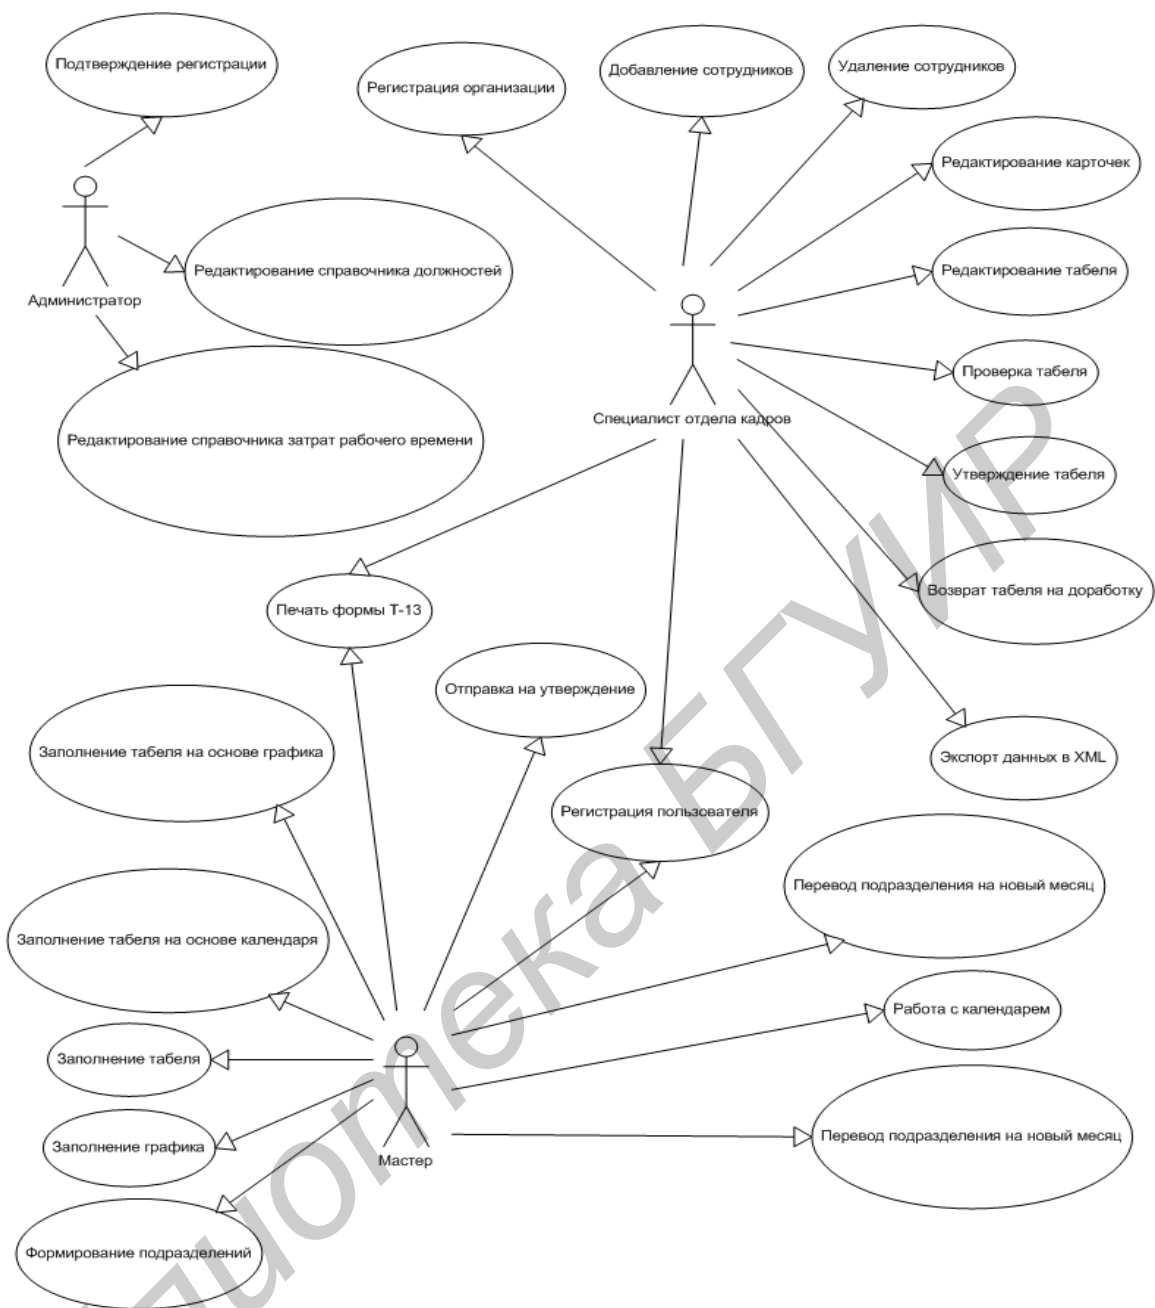 Подтверждение регистрации
Регистрация организации
Добавление сотрудников
Удаление сотрудников
Редактирование карточек
Редактирование справочника должностей
Редактирование табеля
Администратор
Проверка табеля
Специалист отдела кадров
Редактирование справочника затрат рабочего времени
Утверждение табеля
Возврат табеля на доработку
Печать формы Т-13
Отправка на утверждение
Заполнение табеля на основе графика
Экспорт данных в XML
Регистрация пользователя
Перевод подразделения на новый месяц
Заполнение табеля на основе календаря
Работа с календарем
Заполнение табеля
Перевод подразделения на новый месяц
Заполнение графика
Мастер
Формирование подразделений
БГУИР